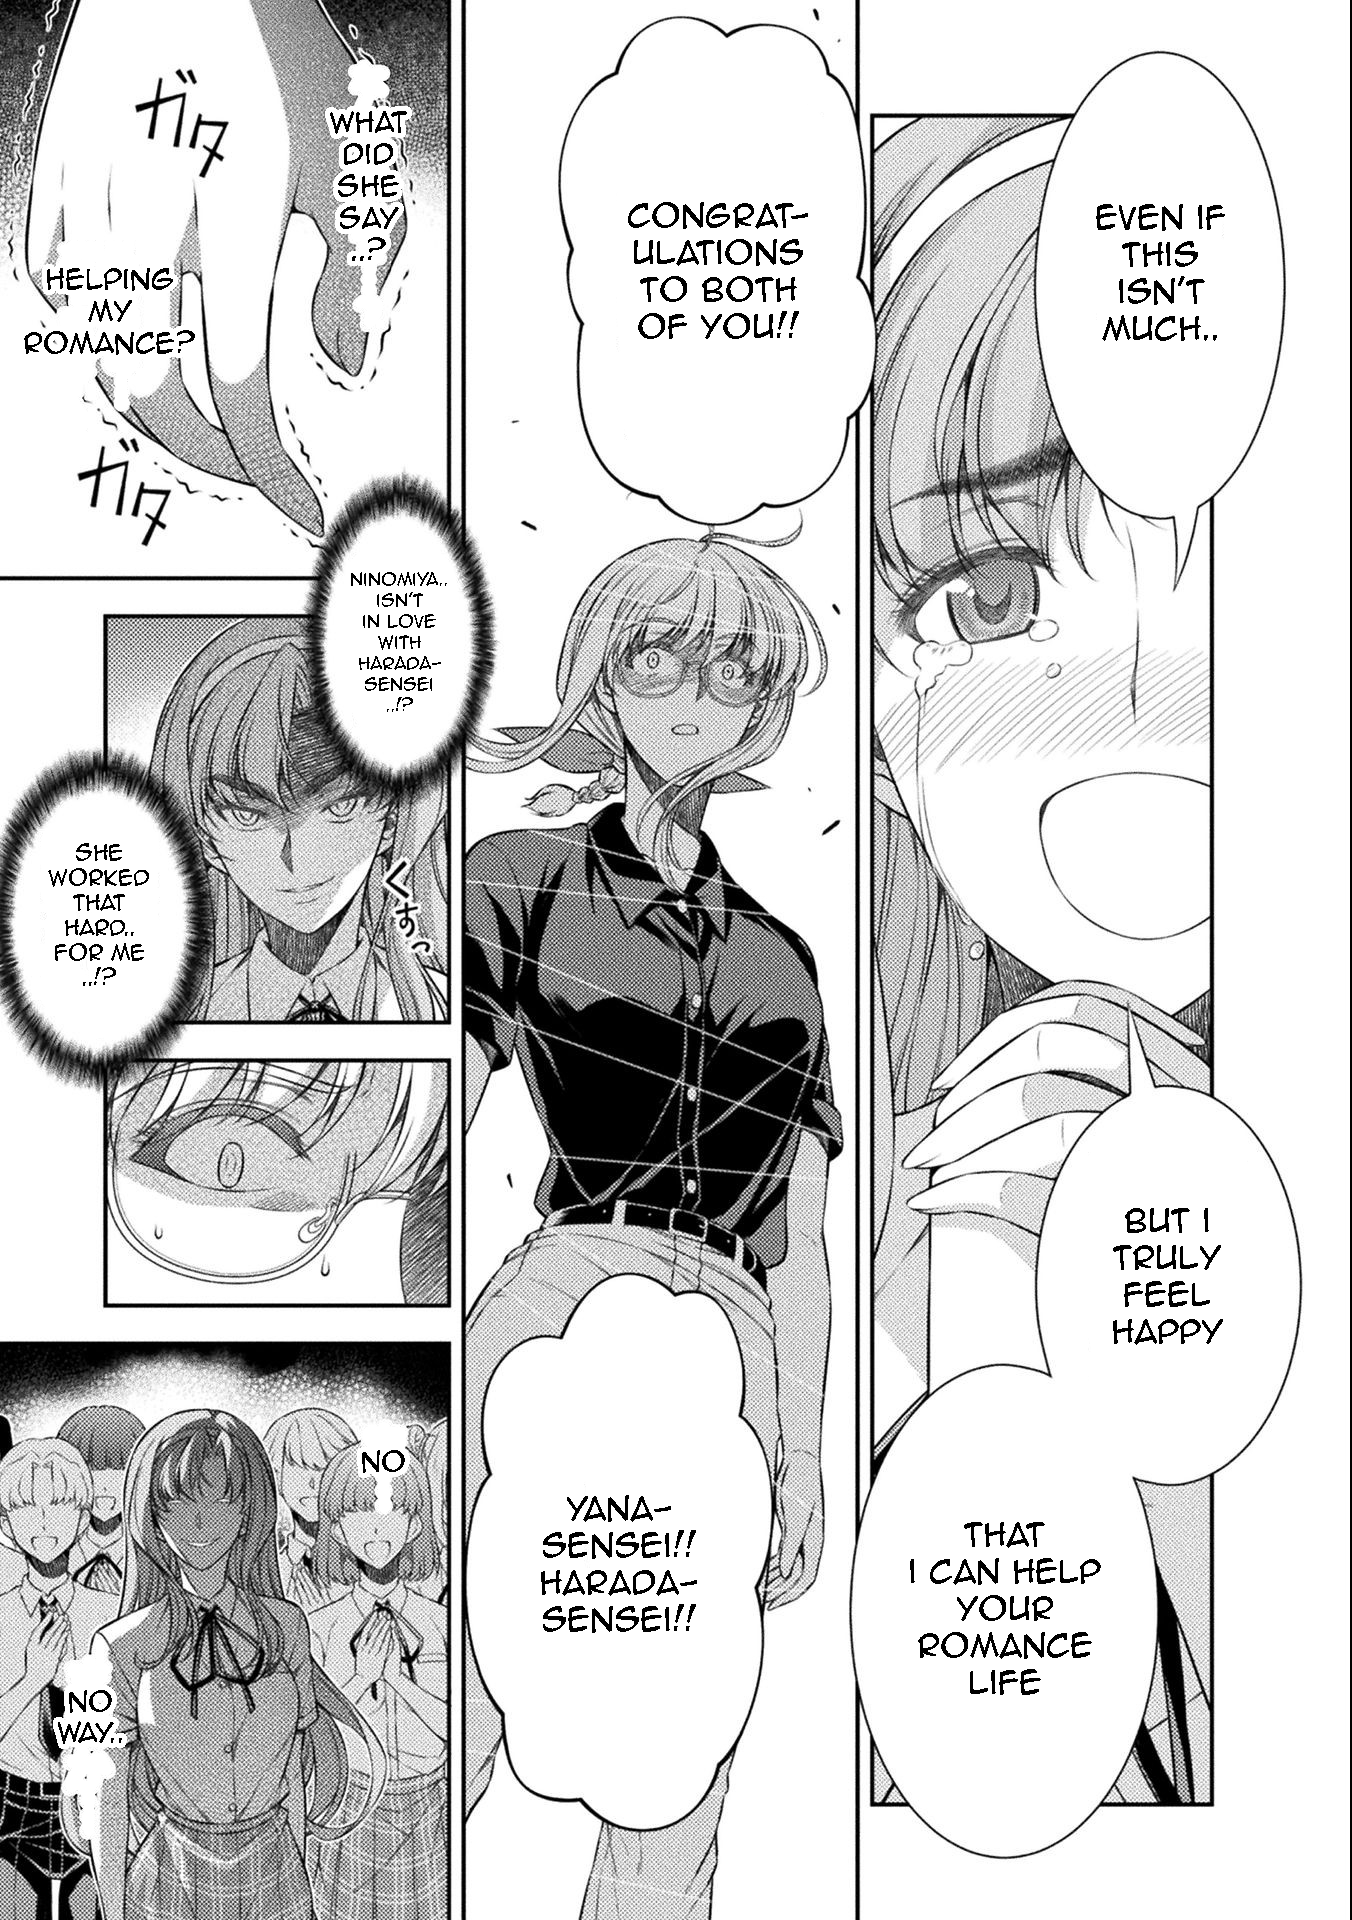 EVEN IF
THIS
ISN'T
MUCH..
BUT I
TRULY
FEEL
HAPPY
THAT
I CAN HELP
YOUR
ROMANCE
LIFE
CONGRAT-
ULATIONS
TO BOTH
OF YOU!!
YANA-
SENSEI!!
HARADA-
SENSEI!!
WHAT
DID
SHE
SAY
..?
ガタ
HELPING
MY
ROMANCE?
ガタ
NINOMIYA..
ISN'T
IN LOVE
WITH
HARADA-
SENSEI
..!?
くすっ
SHE
WORKED
THAT
HARD..
FOR ME
..!?
NO
NO
WAY..